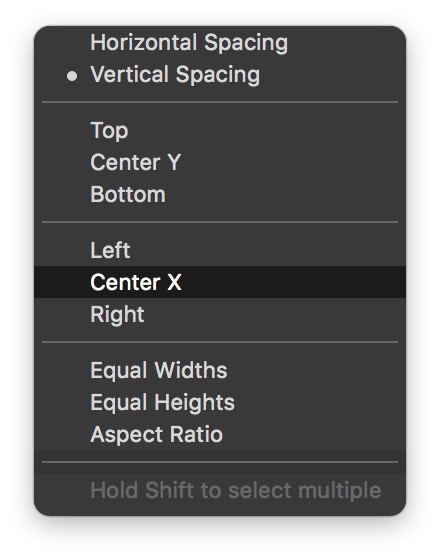 Horizontal Spacing
Vertical Spacing
Top
Center Y
Bottom
Left
Center X
Right
Equal Widths
Equal Heights
Aspect Ratio
Hold Shift to select multiple